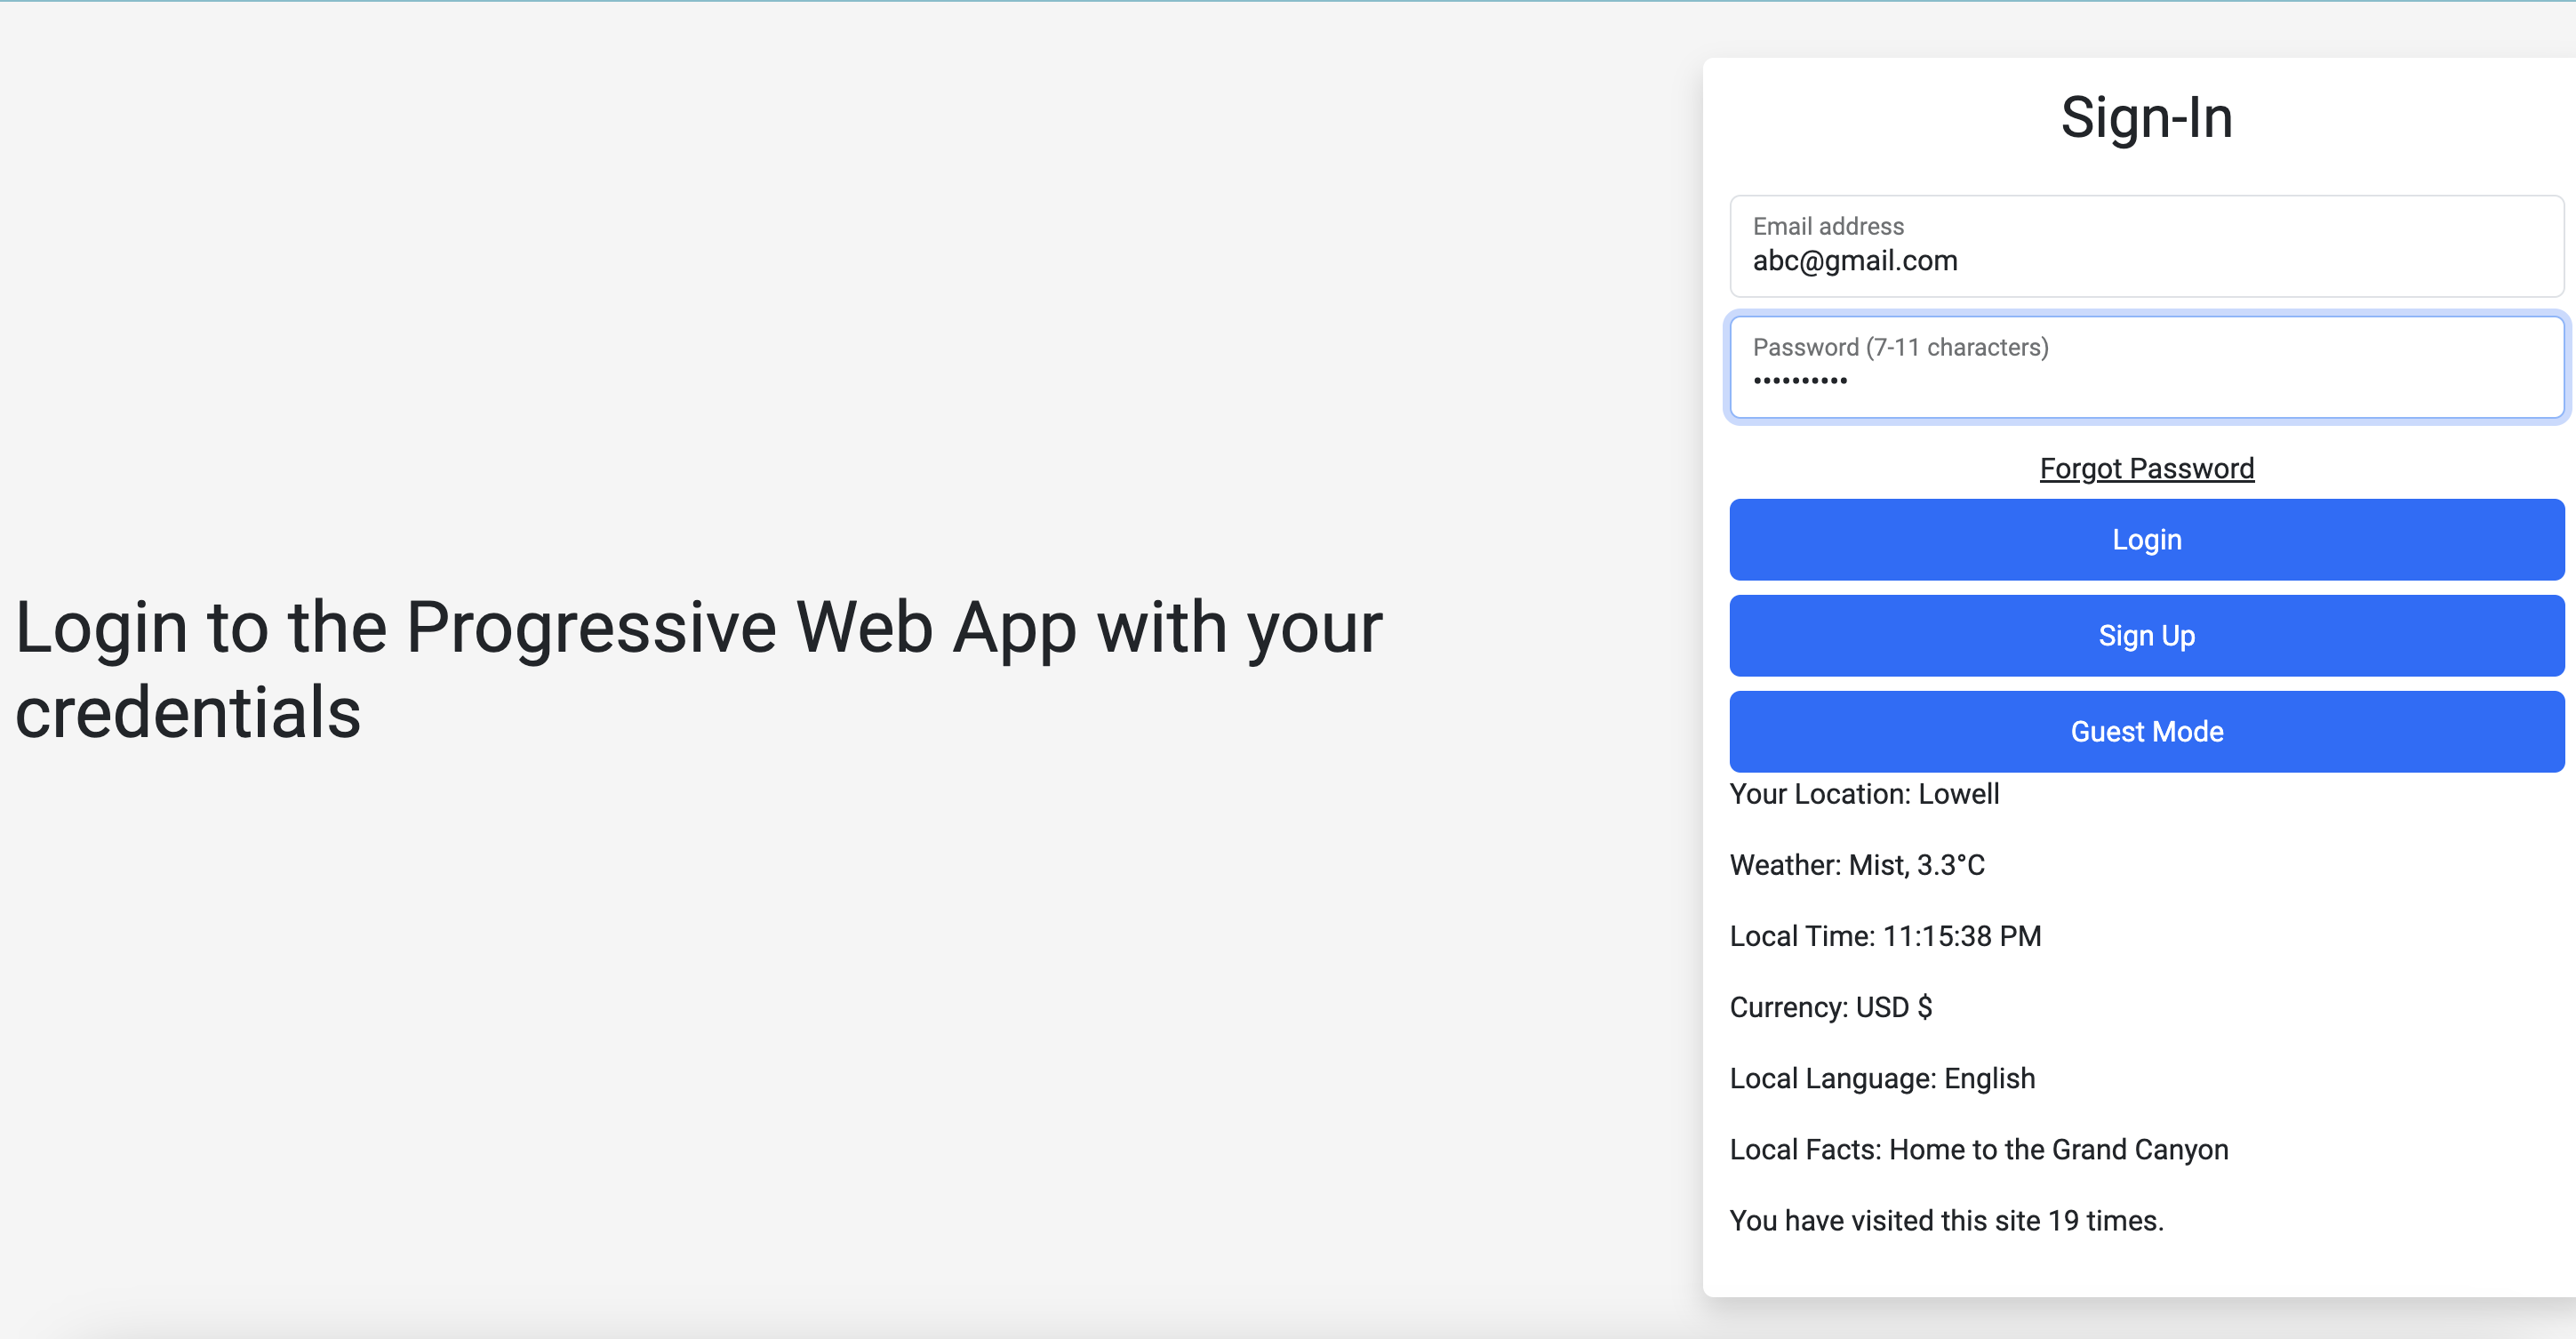 Login to the Progressive Web App with your
credentials
Sign-In
Email address
abc@gmail.com
Password (7-11 characters)
••••••••••
Forgot Password
Login
Sign Up
Guest Mode
Your Location: Lowell
Weather: Mist, 3.3°C
Local Time: 11:15:38 PM
Currency: USD $
Local Language: English
Local Facts: Home to the Grand Canyon
You have visited this site 19 times.